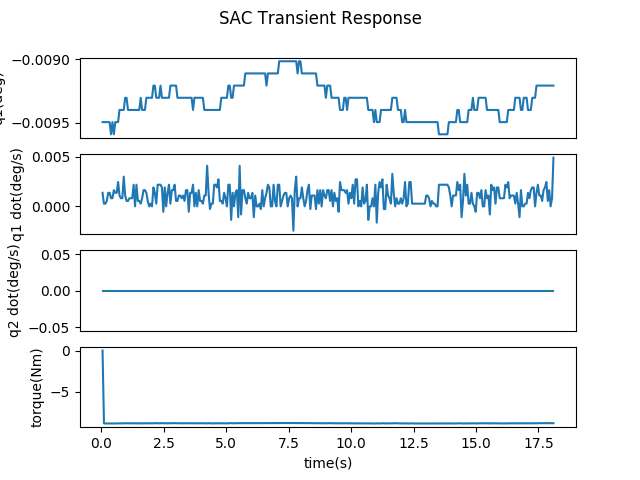 SAC Transient Response
−0.0090
−0.0095
q1(deg)
0.005
0.000
q1 dot(deg/s)
0.05
0.00
−0.05
q2 dot(deg/s)
0
−5
torque(Nm)
0.0 2.5 5.0 7.5 10.0 12.5 15.0 17.5
time(s)